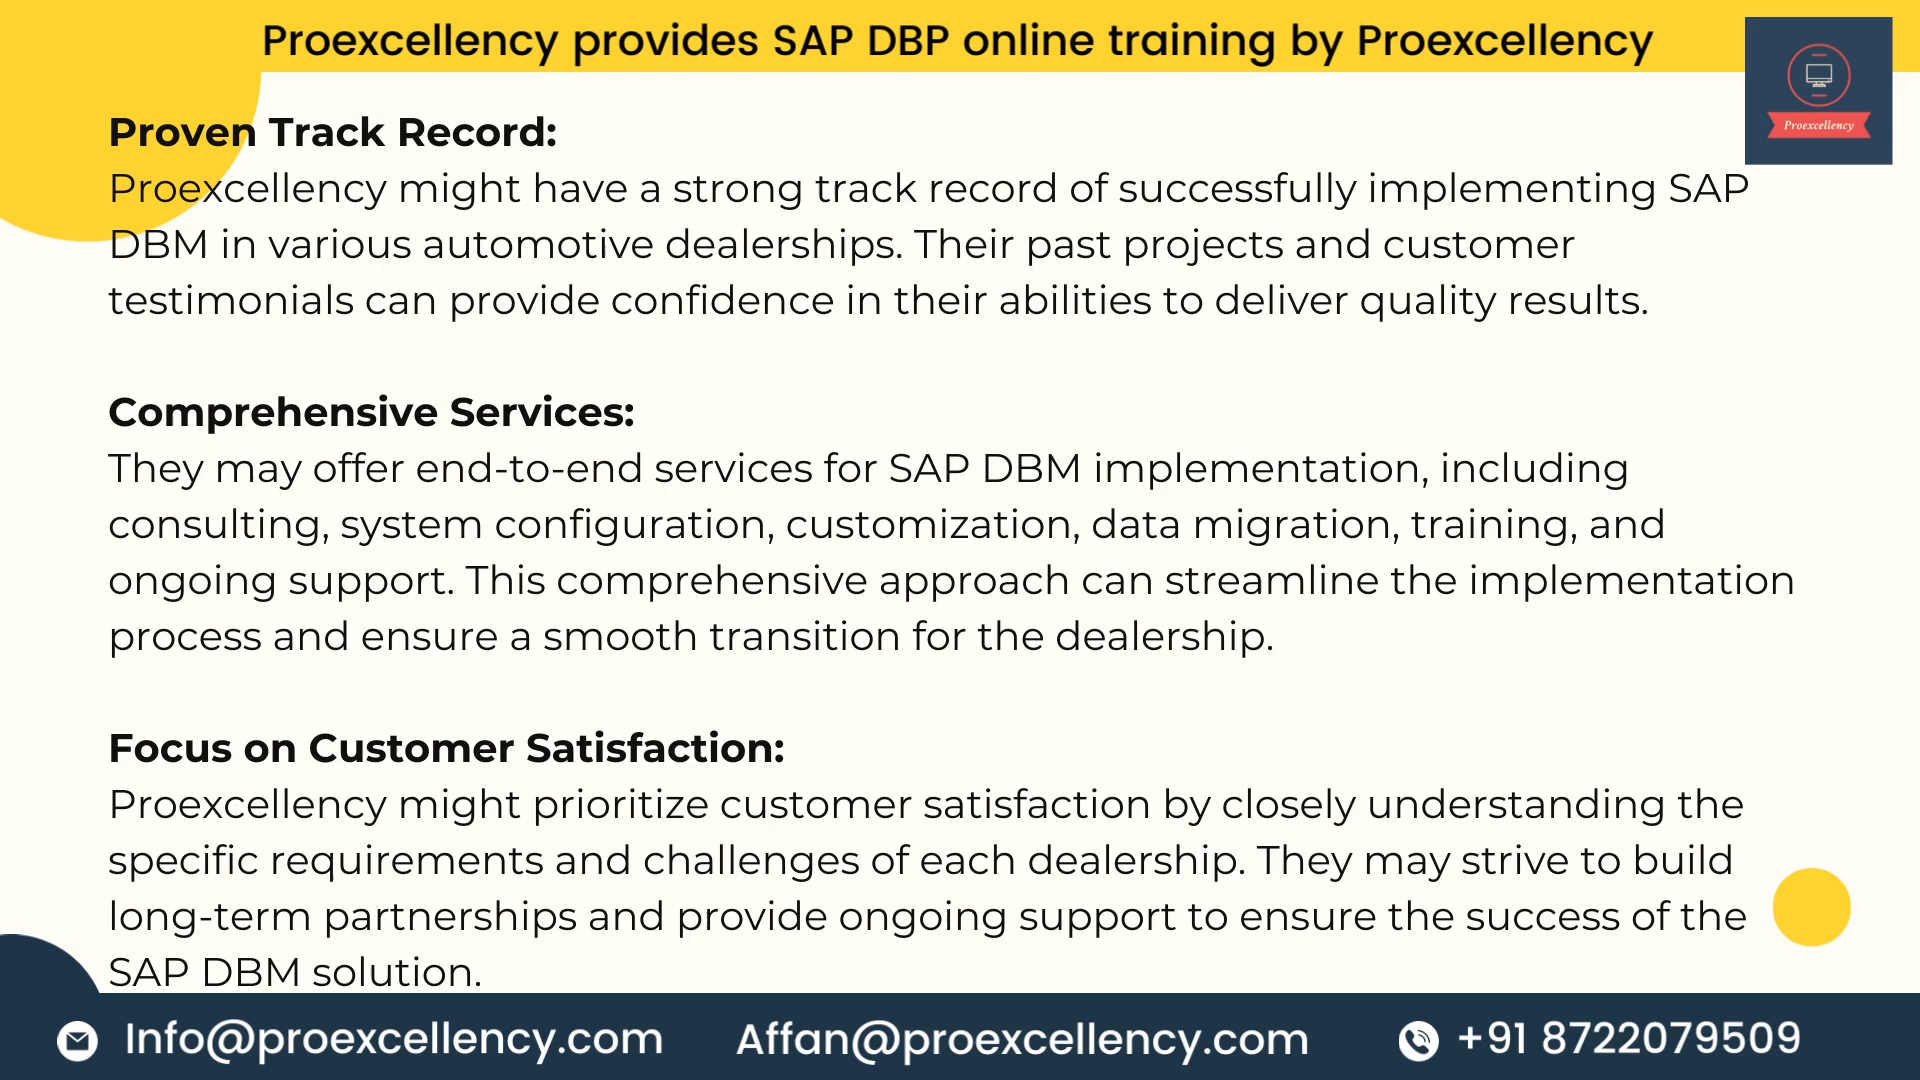 Proexcellency provides SAP DBP online training by Proexcellency
Proexcellency
Proven Track Record:
Proexcellency might have a strong track record of successfully implementing SAP
DBM in various automotive dealerships. Their past projects and customer
testimonials can provide confidence in their abilities to deliver quality results.
Comprehensive Services:
They may offer end-to-end services for SAP DBM implementation, including
consulting, system configuration, customization, data migration, training, and
ongoing support. This comprehensive approach can streamline the implementation
process and ensure a smooth transition for the dealership.
Focus on Customer Satisfaction:
Proexcellency might prioritize customer satisfaction by closely understanding the
specific requirements and challenges of each dealership. They may strive to build
long-term partnerships and provide ongoing support to ensure the success of the
SAP DBM solution.
Info@proexcellency.com Affan@proexcellency.com +91 8722079509